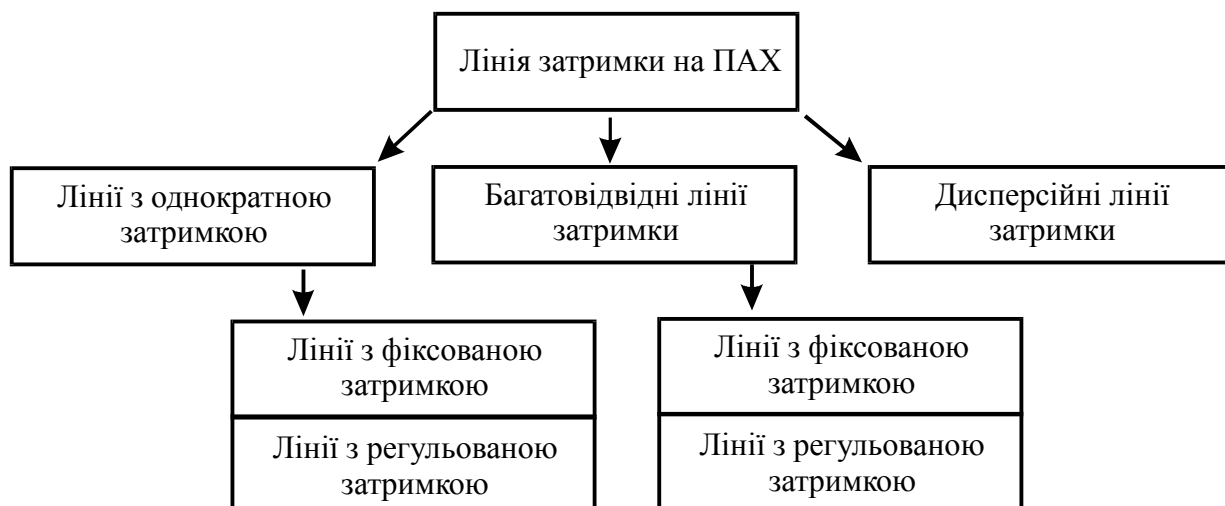 Лінія затримки на ПАХ
Лінії з однократною
затримкою
Багатовідвідні лінії
затримки
Дисперсійні лінії
затримки
Лінії з фіксованою
затримкою
Лінії з регульованою
затримкою
Лінії з фіксованою
затримкою
Лінії з регульованою
затримкою